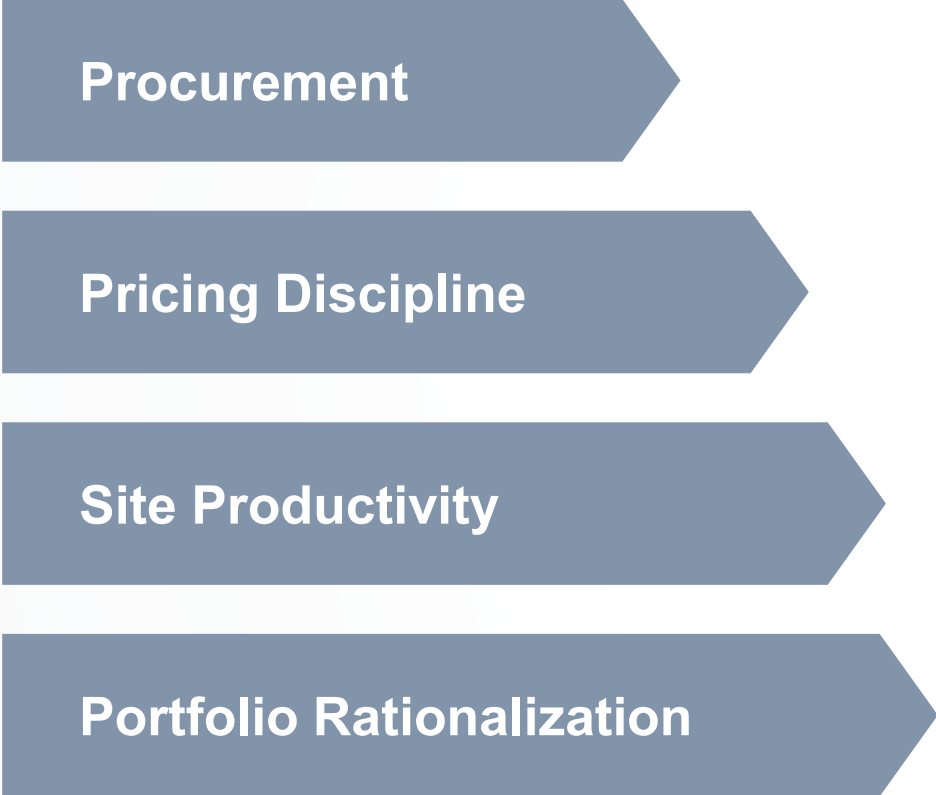 Procurement
Pricing Discipline
Site Productivity
Portfolio Rationalization